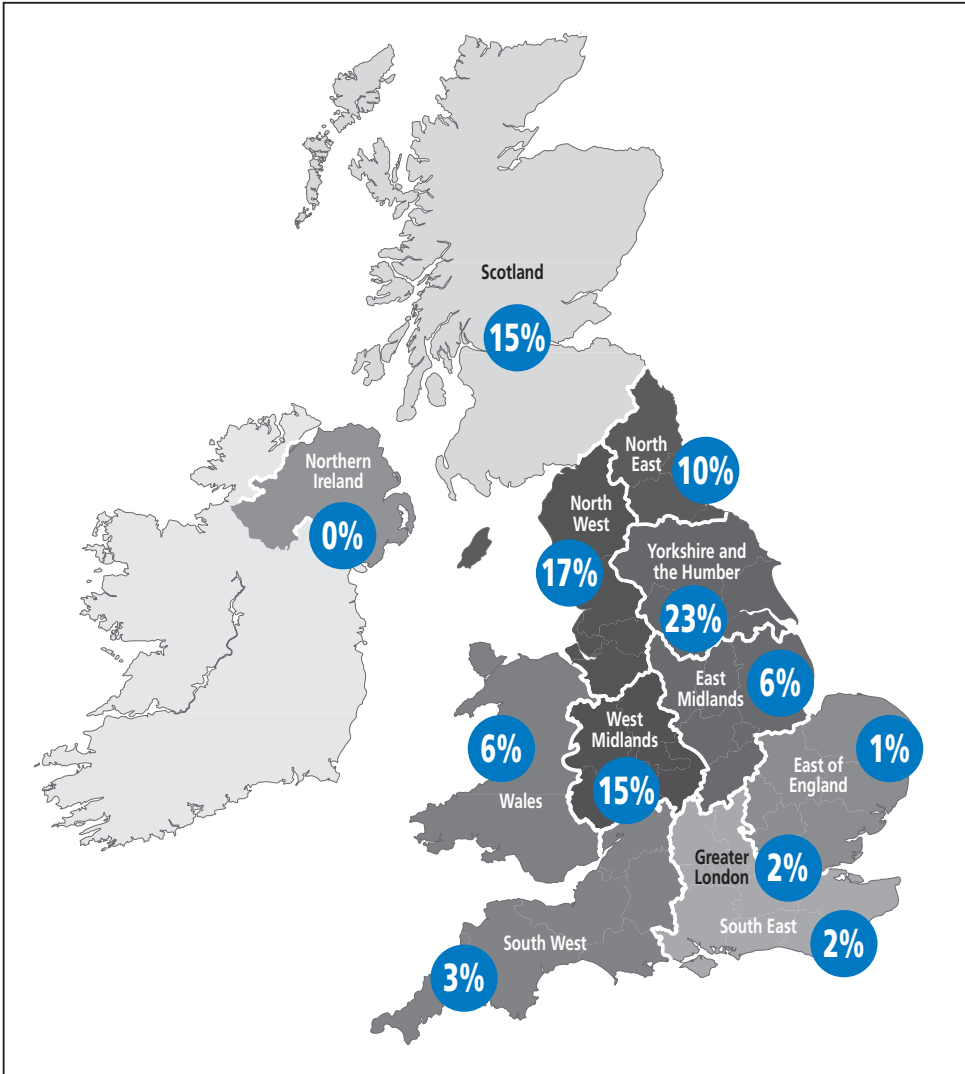 Scotland
15%
North
East
10%
Northern
Ireland
0%
North
West
17%
Yorkshire and
the Humber
23%
East
Midlands
6%
West
Midlands
15%
6%
Wales
1%
East of
England
Greater
London
2%
South East
2%
South West
3%